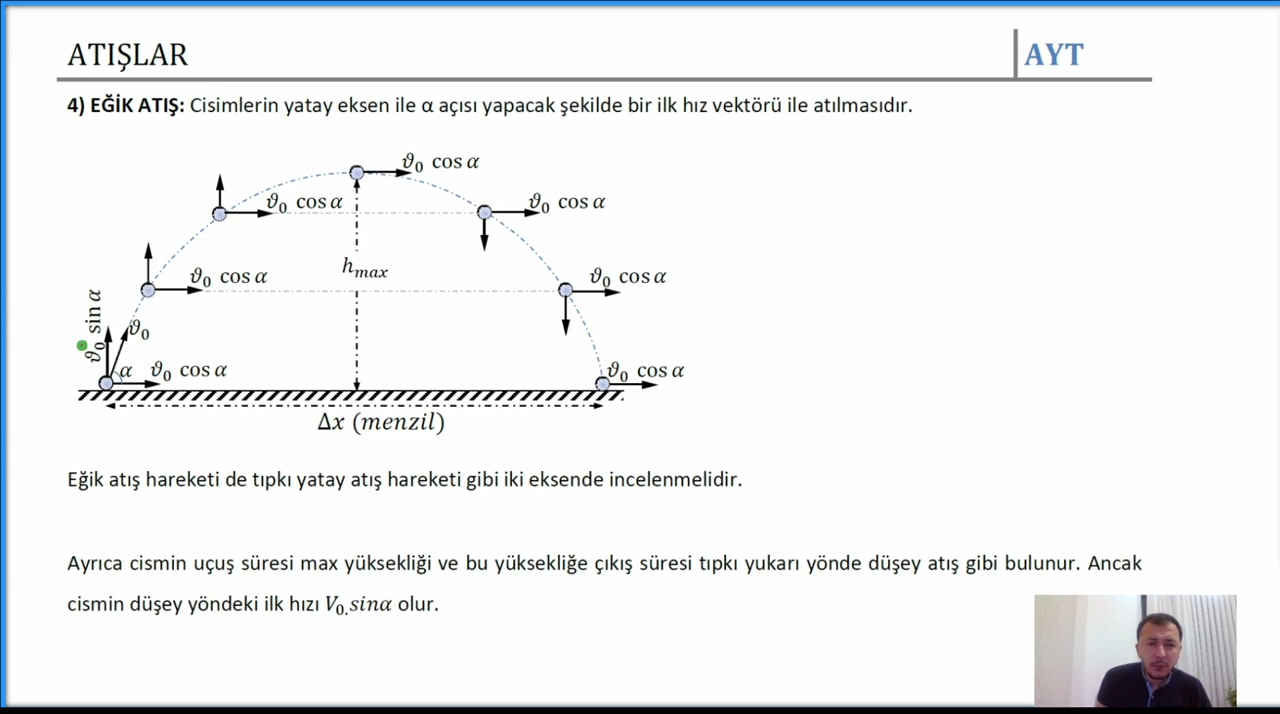 ATIŞLAR
AYT
4) EĞİK ATIŞ: Cisimlerin yatay eksen ile α açısı yapacak şekilde bir ilk hız vektörü ile atılmasıdır.
ϑ₀ cos α
ϑ₀ cos α
ϑ₀ cos α
h_max
ϑ₀ cos α
ϑ₀ cos α
ϑ₀ sin α
ϑ₀
α
ϑ₀ cos α
ϑ₀ cos α
Δx (menzil)
Eğik atış hareketi de tıpkı yatay atış hareketi gibi iki eksende incelenmelidir.
Ayrıca cismin uçuş süresi max yüksekliği ve bu yüksekliğe çıkış süresi tıpkı yukarı yönde düşey atış gibi bulunur. Ancak
cismin düşey yöndeki ilk hızı V₀.sinα olur.